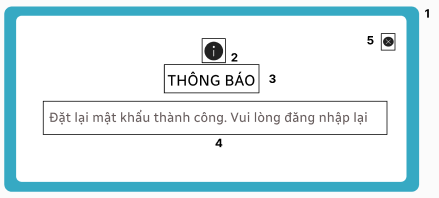 1
5
2
THÔNG BÁO 3
Đặt lại mật khẩu thành công. Vui lòng đăng nhập lại
4